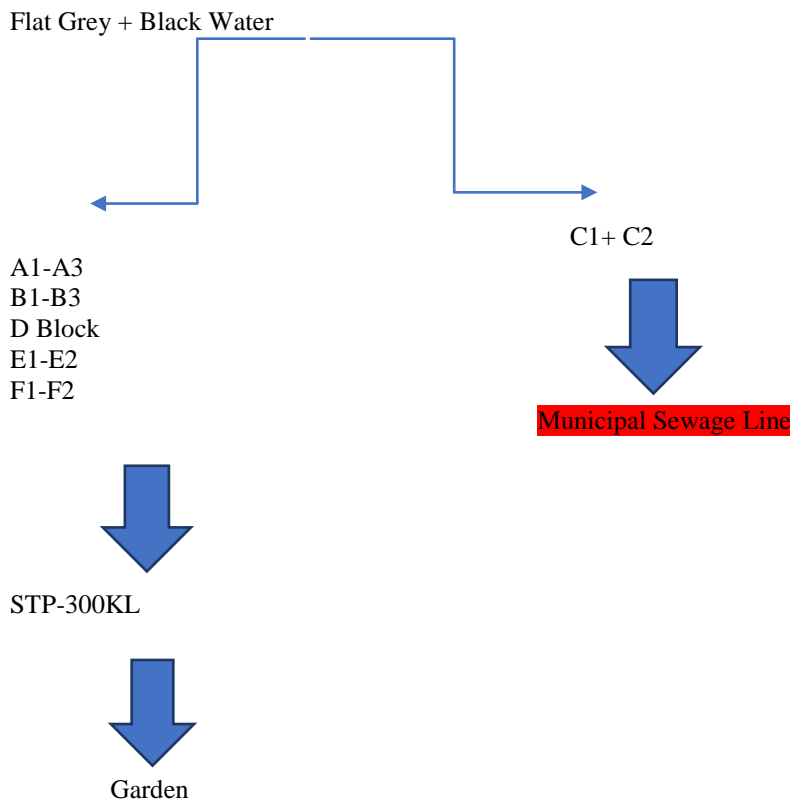 Flat Grey + Black Water
C1+ C2
A1-A3
B1-B3
D Block
E1-E2
F1-F2
Municipal Sewage Line
STP-300KL
Garden